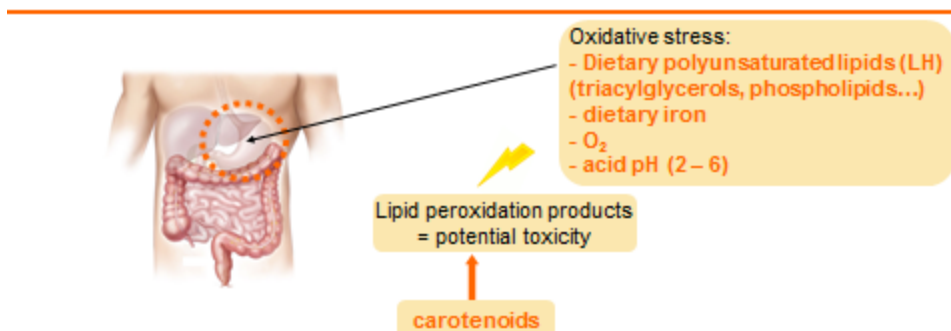 Oxidative stress:
- Dietary polyunsaturated lipids (LH)
(triacylglycerols, phospholipids...)
- dietary iron
- O₂
- acid pH (2 – 6)
Lipid peroxidation products
= potential toxicity
carotenoids